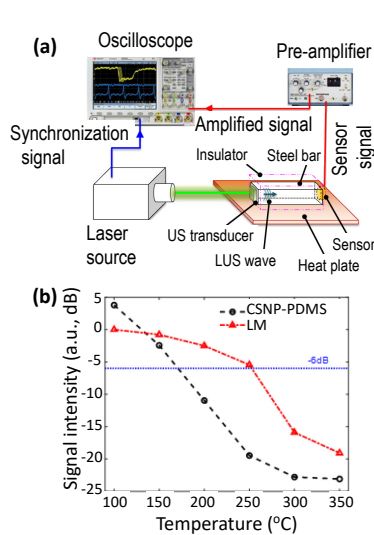 (a)
Oscilloscope
Pre-amplifier
Synchronization
signal
Amplified signal
Sensor
signal
Insulator
Steel bar
Laser
source
US transducer
LUS wave
Sensor
Heat plate
(b)
CSNP-PDMS
LM
-6dB
Signal intensity (a.u., dB)
5
0
-5
-10
-15
-20
-25
100 150 200 250 300 350
Temperature (°C)